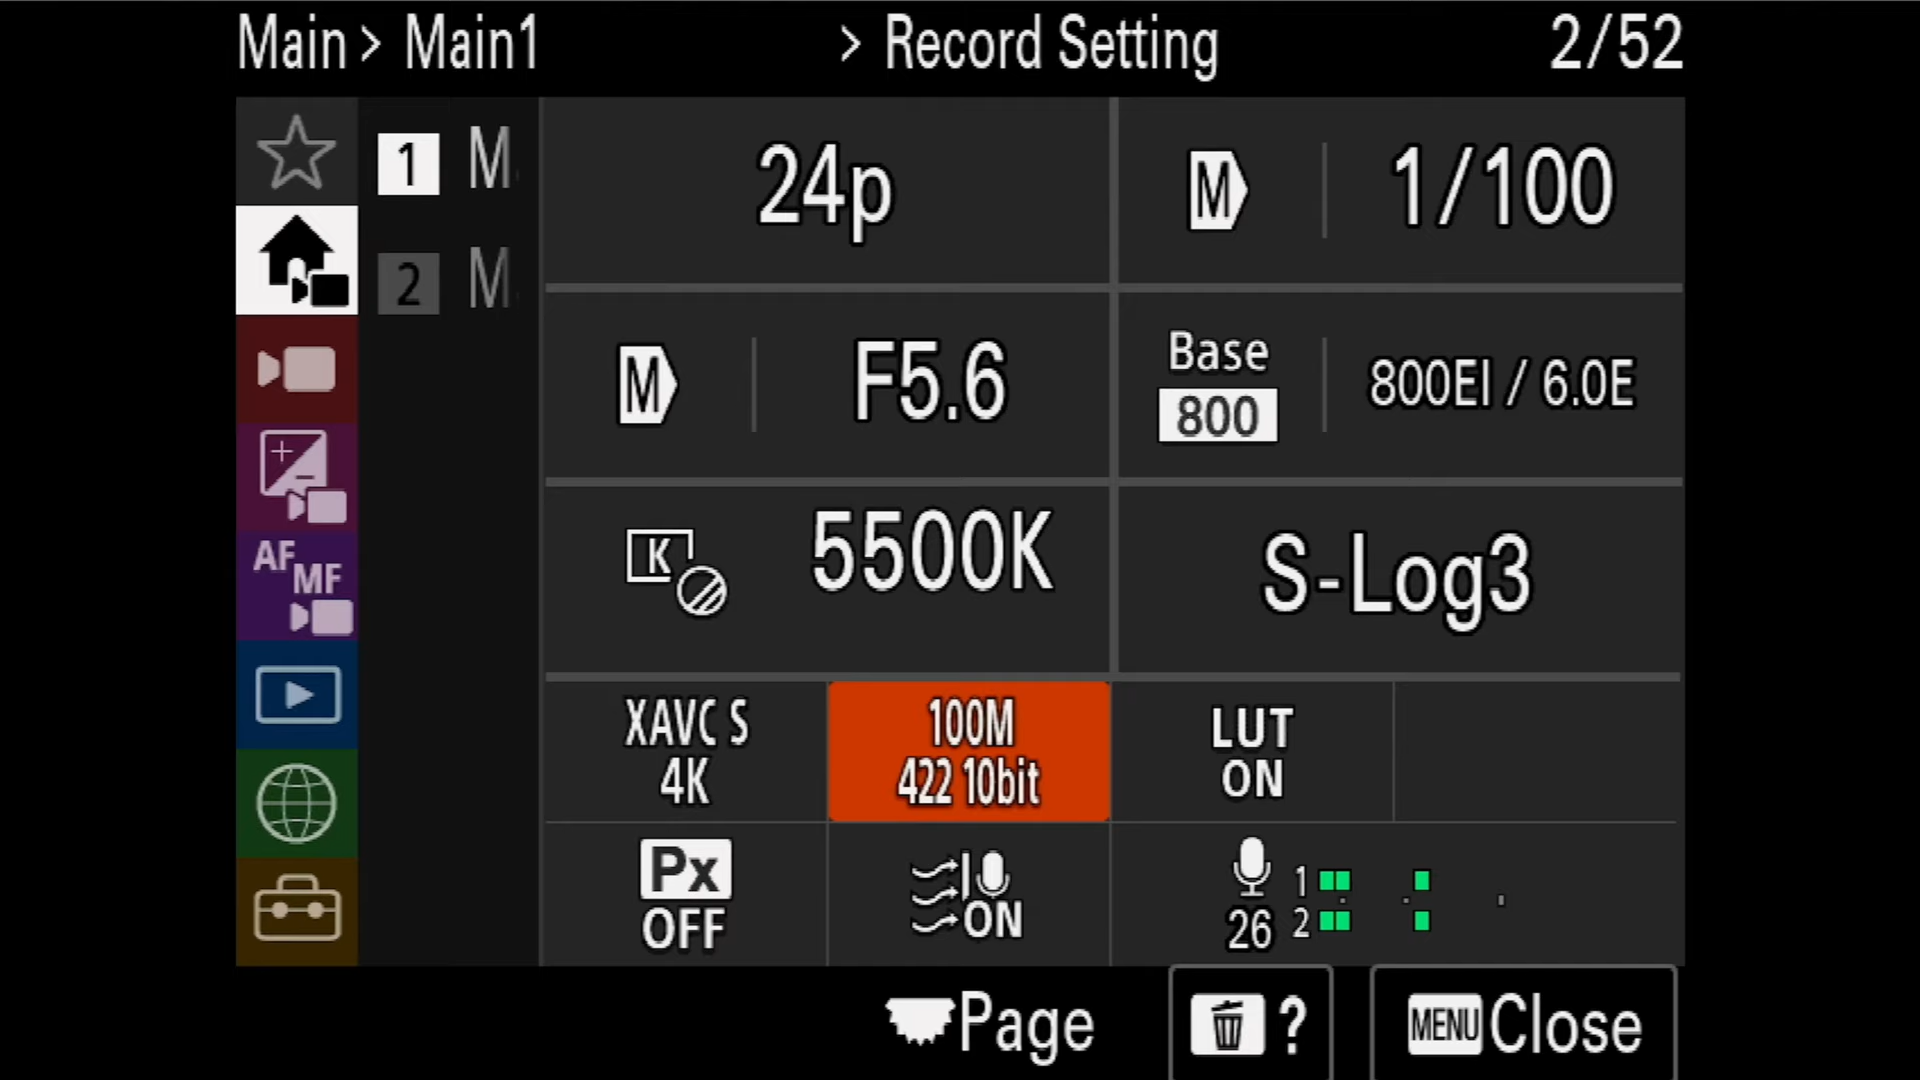 Main > Main1 > Record Setting 2/52
1 M
2 M
24p
M 1/100
M F5.6
Base 800 800EI / 6.0E
K 5500K
S-Log3
AF MF
XAVC S 4K
100M 422 10bit
LUT ON
Px OFF
ON
26 1 2
Page
?
MENU Close